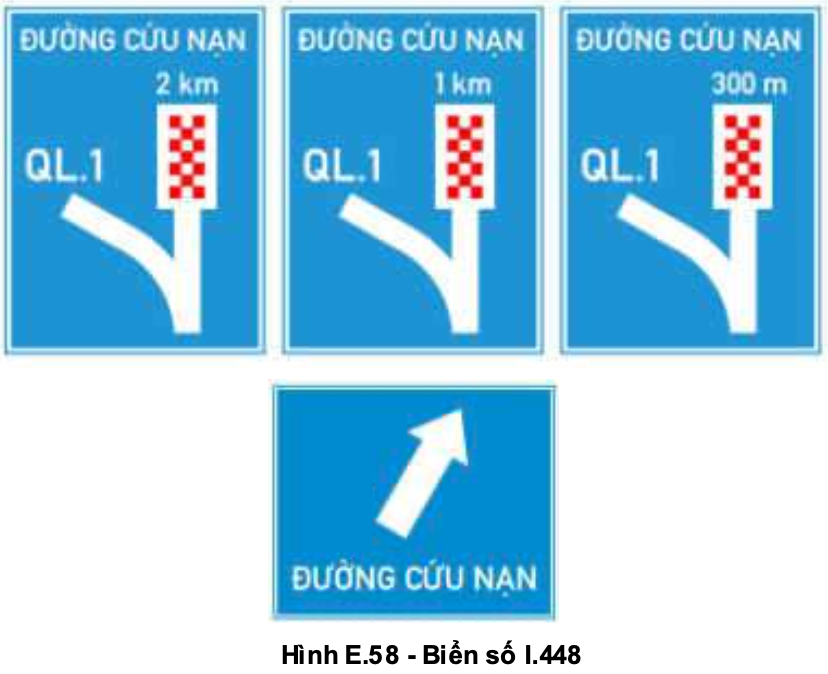 ĐƯỜNG CỨU NẠN
2 km
QL.1
ĐƯỜNG CỨU NẠN
1 km
QL.1
ĐƯỜNG CỨU NẠN
300 m
QL.1
ĐƯỜNG CỨU NẠN
Hình E.58 - Biển số I.448